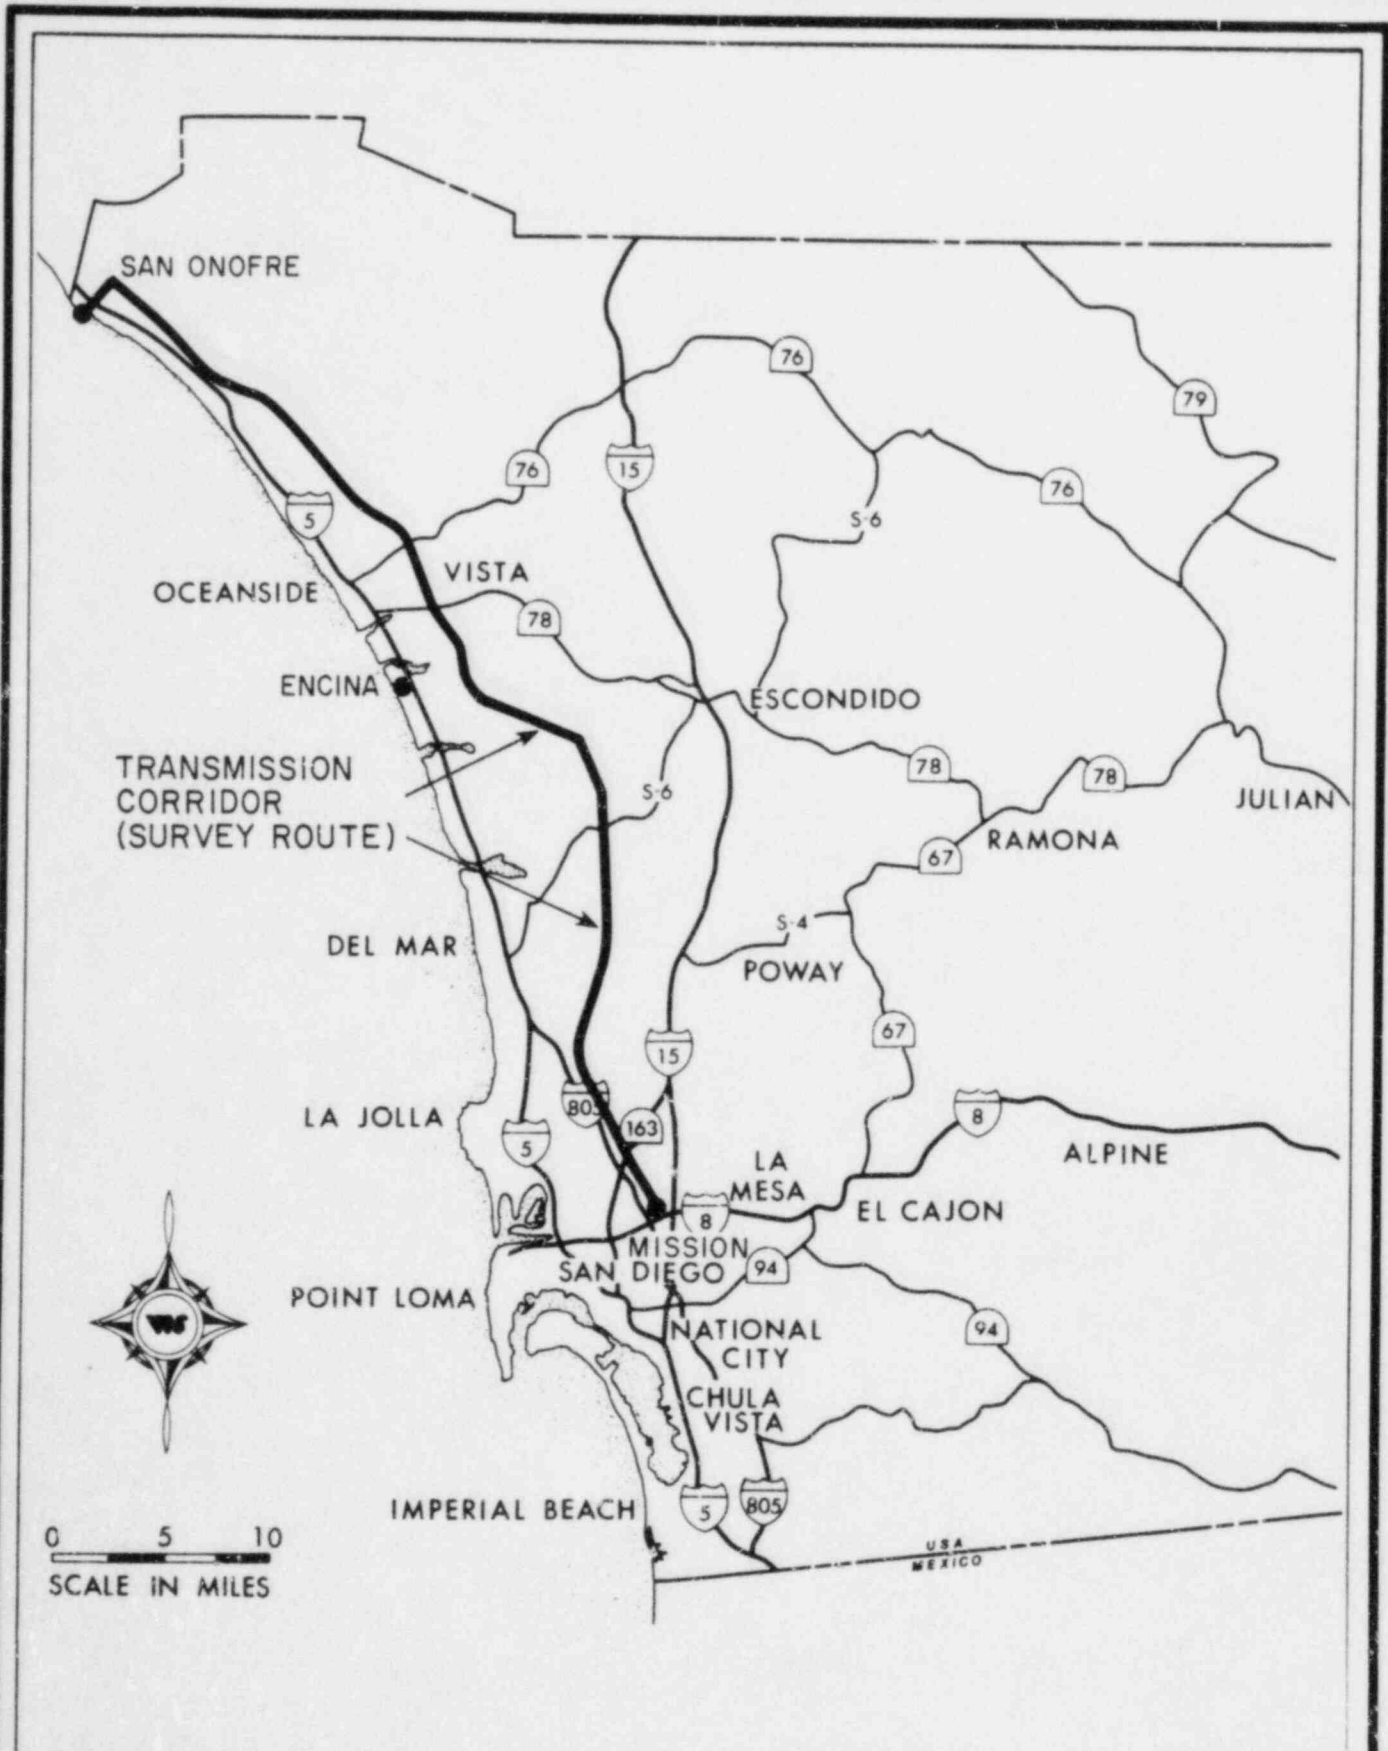 SAN ONOFRE
76
79
76
15
76
5
S-6
VISTA
OCEANSIDE
78
ENCINA
ESCONDIDO
TRANSMISSION
CORRIDOR
(SURVEY ROUTE)
78
78
S-6
JULIAN
RAMONA
67
S-4
DEL MAR
POWAY
67
15
805
8
LA JOLLA
163
5
ALPINE
LA
MESA
8
EL CAJON
MISSION
SAN DIEGO
94
POINT LOMA
NATIONAL
CITY
94
CHULA
VISTA
5
805
IMPERIAL BEACH
0 5 10
SCALE IN MILES
USA
MEXICO